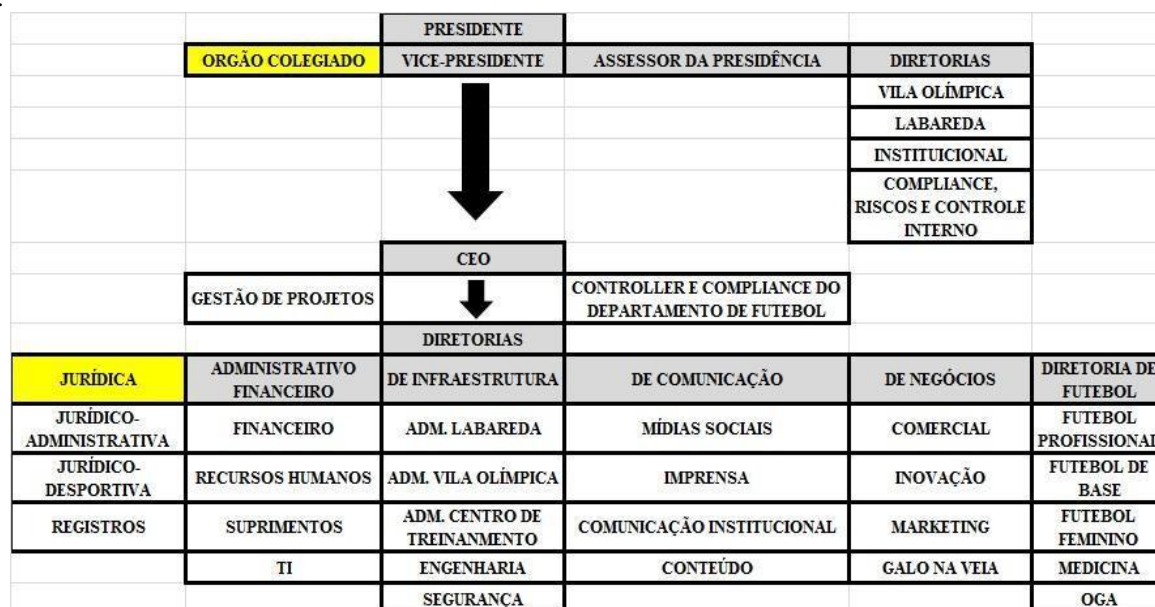 PRESIDENTE
ORGÃO COLEGIADO VICE-PRESIDENTE ASSESSOR DA PRESIDÊNCIA DIRETORIAS
VILA OLÍMPICA
LABAREDA
INSTITUICIONAL
COMPLIANCE,
RISCOS E CONTROLE
INTERNO
CEO
GESTÃO DE PROJETOS
CONTROLLER E COMPLIANCE DO
DEPARTAMENTO DE FUTEBOL
DIRETORIAS
JURÍDICA
ADMINISTRATIVO
FINANCEIRO
DE INFRAESTRUTURA
DE COMUNICAÇÃO
DE NEGÓCIOS
DIRETORIA DE
FUTEBOL
JURÍDICO-
ADMINISTRATIVA
FINANCEIRO
ADM. LABAREDA
MÍDIAS SOCIAIS
COMERCIAL
FUTEBOL
PROFISSIONAL
JURÍDICO-
DESPORTIVA
RECURSOS HUMANOS
ADM. VILA OLÍMPICA
IMPRENSA
INOVAÇÃO
FUTEBOL DE
BASE
REGISTROS
SUPRIMENTOS
ADM. CENTRO DE
TREINANMENTO
COMUNICAÇÃO INSTITUCIONAL
MARKETING
FUTEBOL
FEMININO
TI
ENGENHARIA
CONTEÚDO
GALO NA VEIA
MEDICINA
SEGURANÇA
OGA